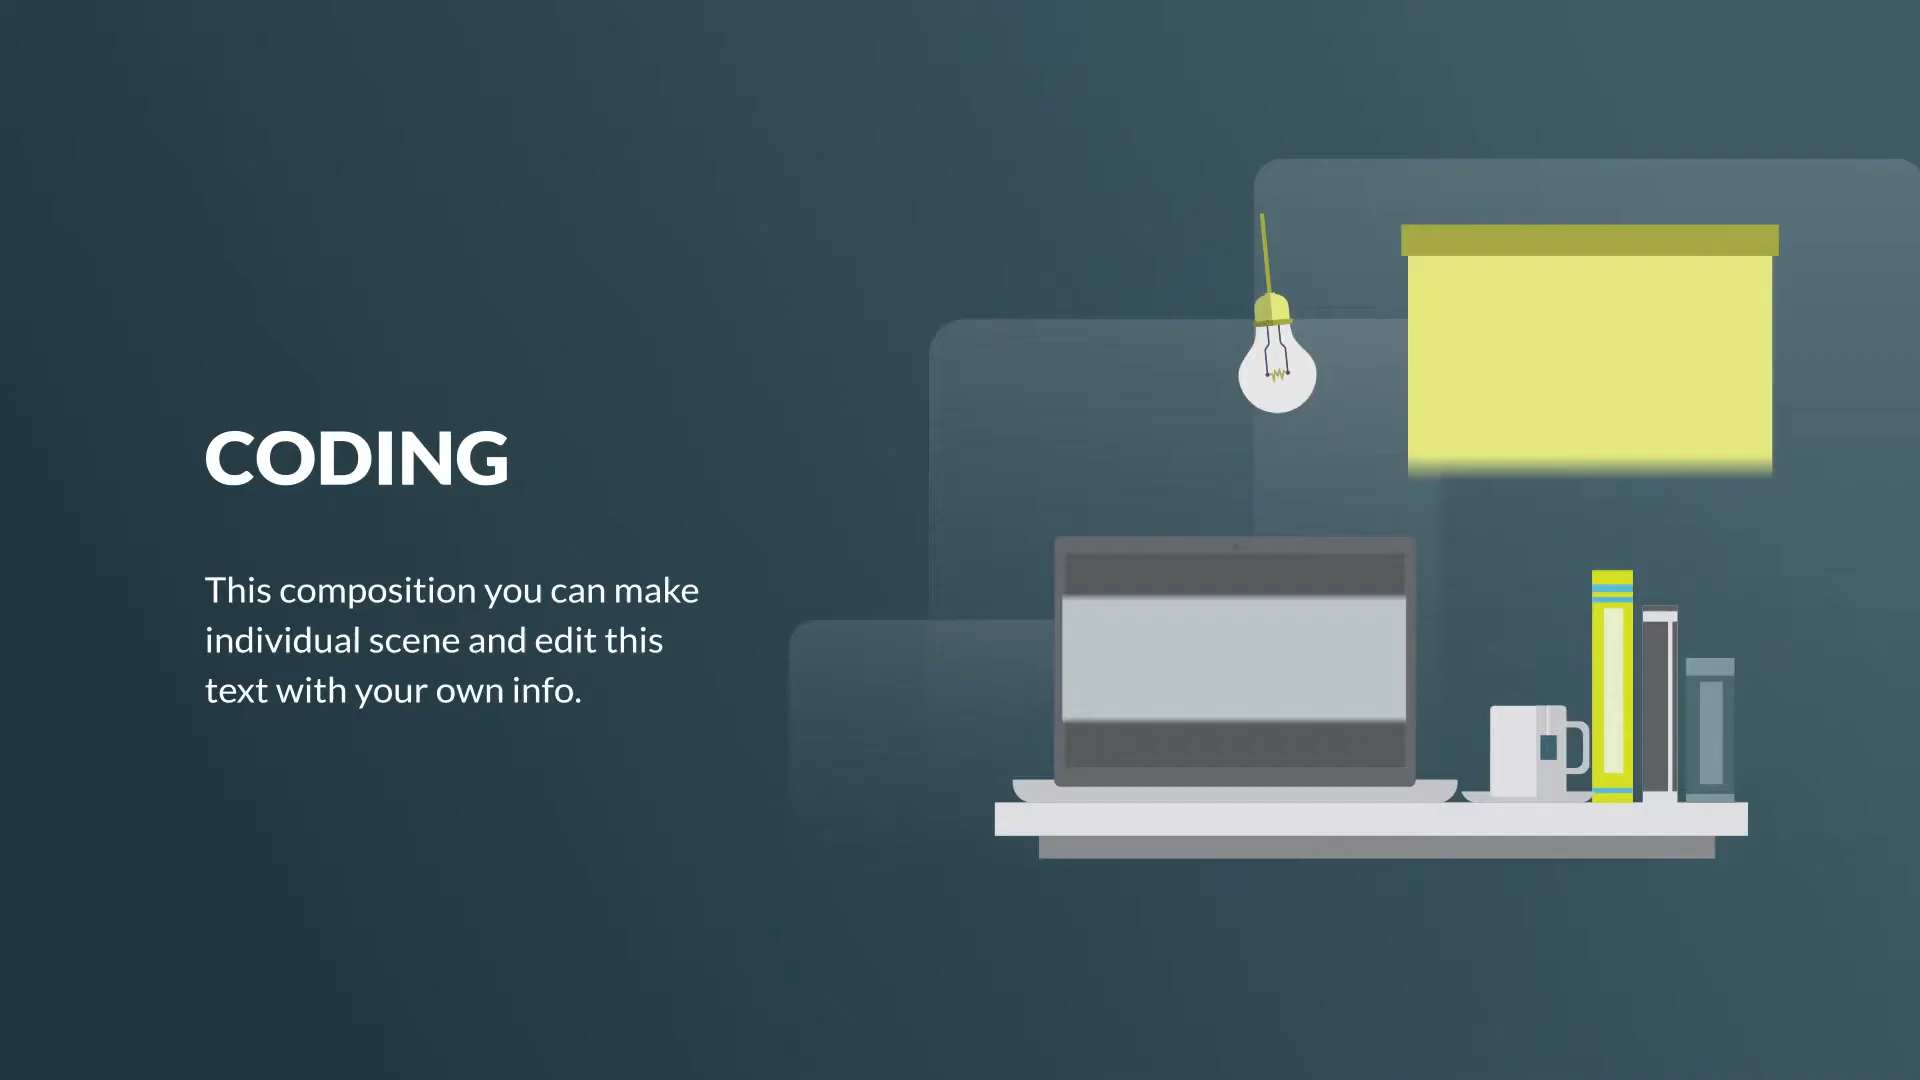 CODING
This composition you can make
individual scene and edit this
text with your own info.